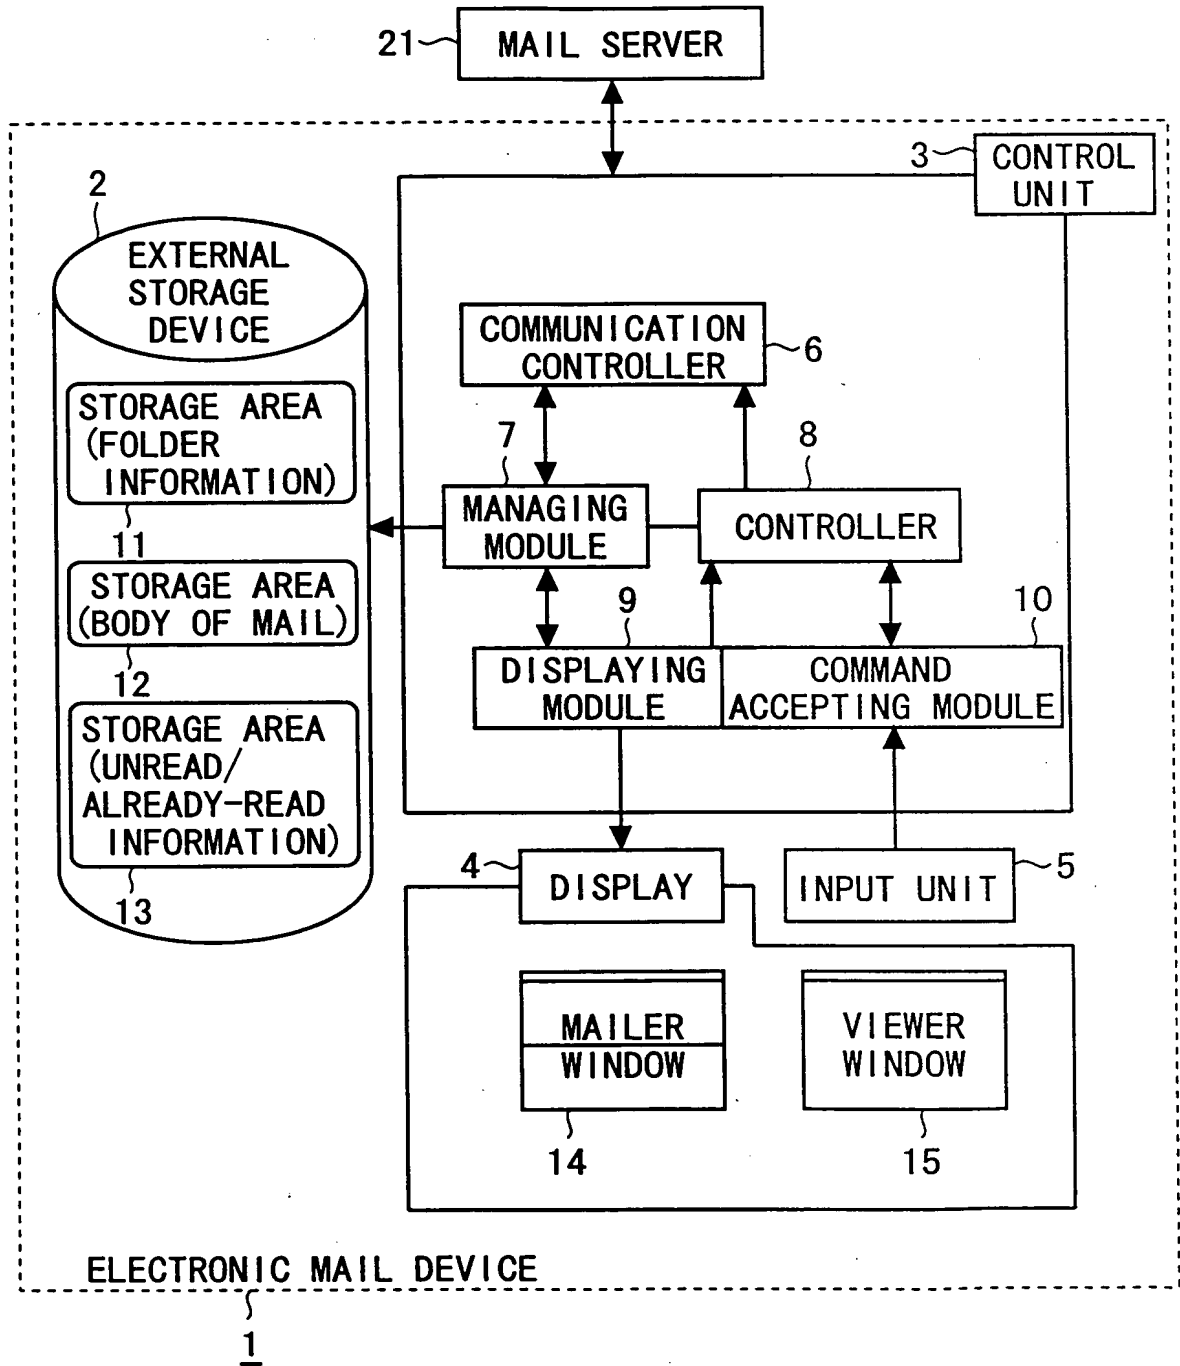 21
MAIL SERVER
3
CONTROL
UNIT
2
EXTERNAL
STORAGE
DEVICE
COMMUNICATION
CONTROLLER
6
STORAGE AREA
(FOLDER
INFORMATION)
11
7
8
MANAGING
MODULE
CONTROLLER
STORAGE AREA
(BODY OF MAIL)
12
9
10
DISPLAYING
MODULE
COMMAND
ACCEPTING MODULE
STORAGE AREA
(UNREAD/
ALREADY-READ
INFORMATION)
13
4
DISPLAY
INPUT UNIT
5
MAILER
WINDOW
14
VIEWER
WINDOW
15
ELECTRONIC MAIL DEVICE
1